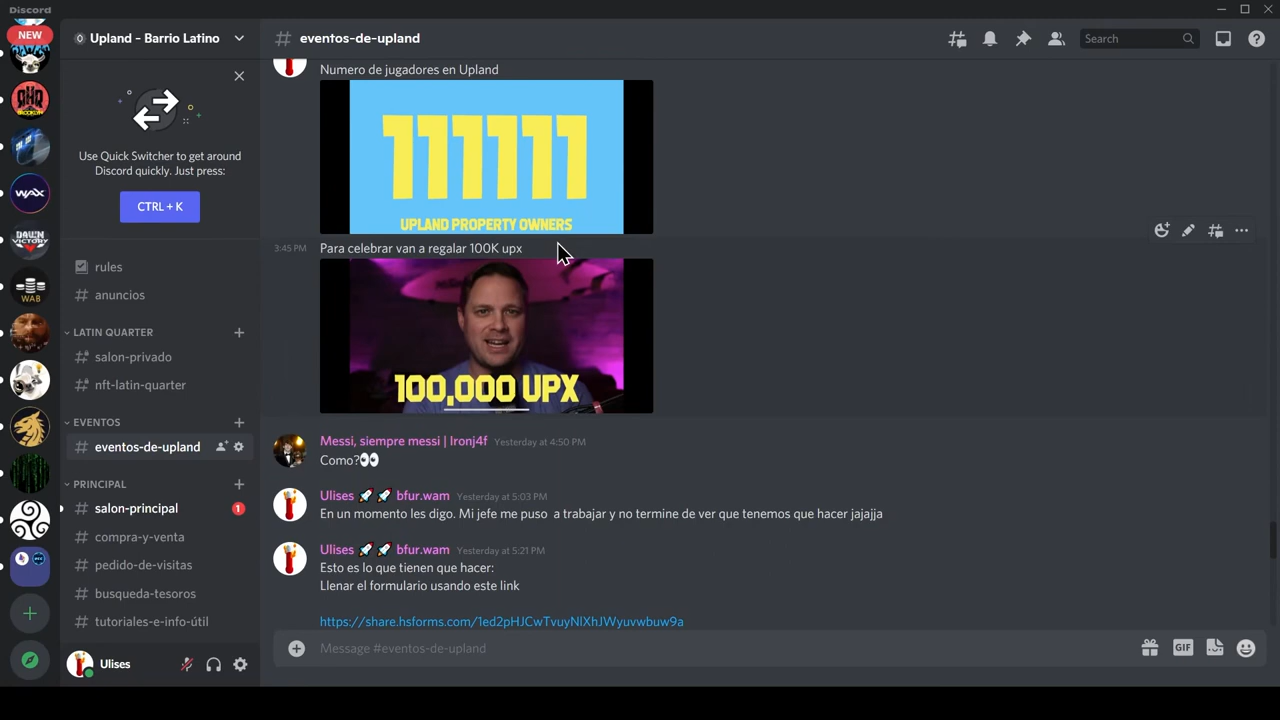 Discord
NEW
Upland - Barrio Latino
# eventos-de-upland
Search
Use Quick Switcher to get around
Discord quickly. Just press:
CTRL + K
rules
# anuncios
LATIN QUARTER
salon-privado
nft-latin-quarter
EVENTOS
# eventos-de-upland
PRINCIPAL
# salon-principal
1
# compra-y-venta
# pedido-de-visitas
# busqueda-tesoros
# tutoriales-e-info-útil
Ulises
BROOKLYN
WAX
DAWN
VICTORY
WAB
Numero de jugadores en Upland
111111
UPLAND PROPERTY OWNERS
3:45 PM
Para celebrar van a regalar 100K upx
100,000 UPX
Messi, siempre messi | Ironj4f Yesterday at 4:50 PM
Como?👀
Ulises 🚀 🚀 bfur.wam Yesterday at 5:03 PM
En un momento les digo. Mi jefe me puso a trabajar y no termine de ver que tenemos que hacer jajajja
Ulises 🚀 🚀 bfur.wam Yesterday at 5:21 PM
Esto es lo que tienen que hacer:
Llenar el formulario usando este link
https://share.hsforms.com/1ed2pHJCwTvuyNlXhJWyuvwbuw9a
Message #eventos-de-upland
GIF